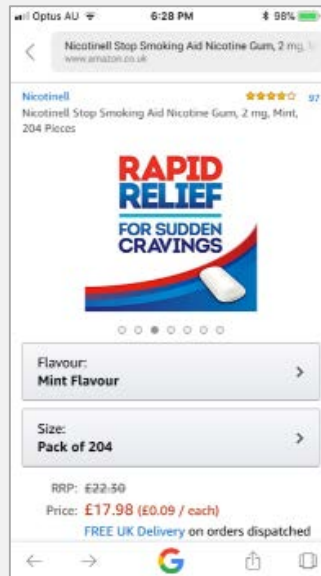 Optus AU 6:28 PM 98%
Nicotinell Stop Smoking Aid Nicotine Gum, 2 mg,
www.amazon.co.uk
Nicotinell 97
Nicotinell Stop Smoking Aid Nicotine Gum, 2 mg, Mint,
204 Pieces
RAPID
RELIEF
FOR SUDDEN
CRAVINGS
Flavour:
Mint Flavour
Size:
Pack of 204
RRP: £22.50
Price: £17.98 (£0.09 / each)
FREE UK Delivery on orders dispatched
G